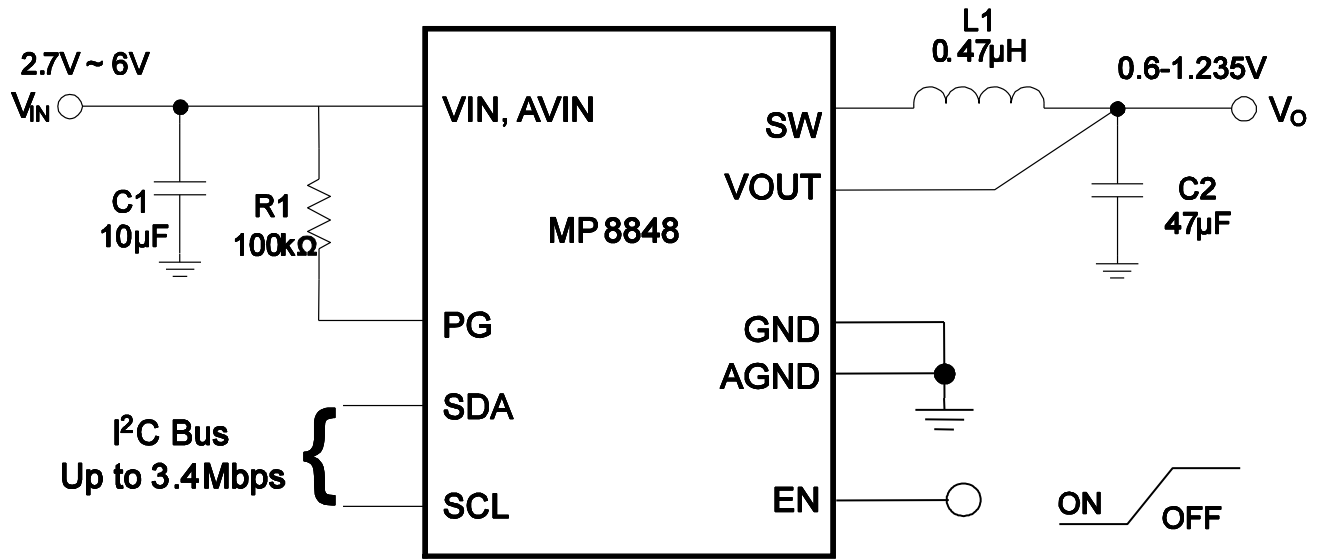 2.7V ~ 6V
VIN
C1
10µF
R1
100kΩ
VIN, AVIN
PG
SDA
SCL
I²C Bus
Up to 3.4Mbps
MP8848
SW
VOUT
GND
AGND
EN
L1
0.47µH
0.6-1.235V
VO
C2
47µF
ON
OFF